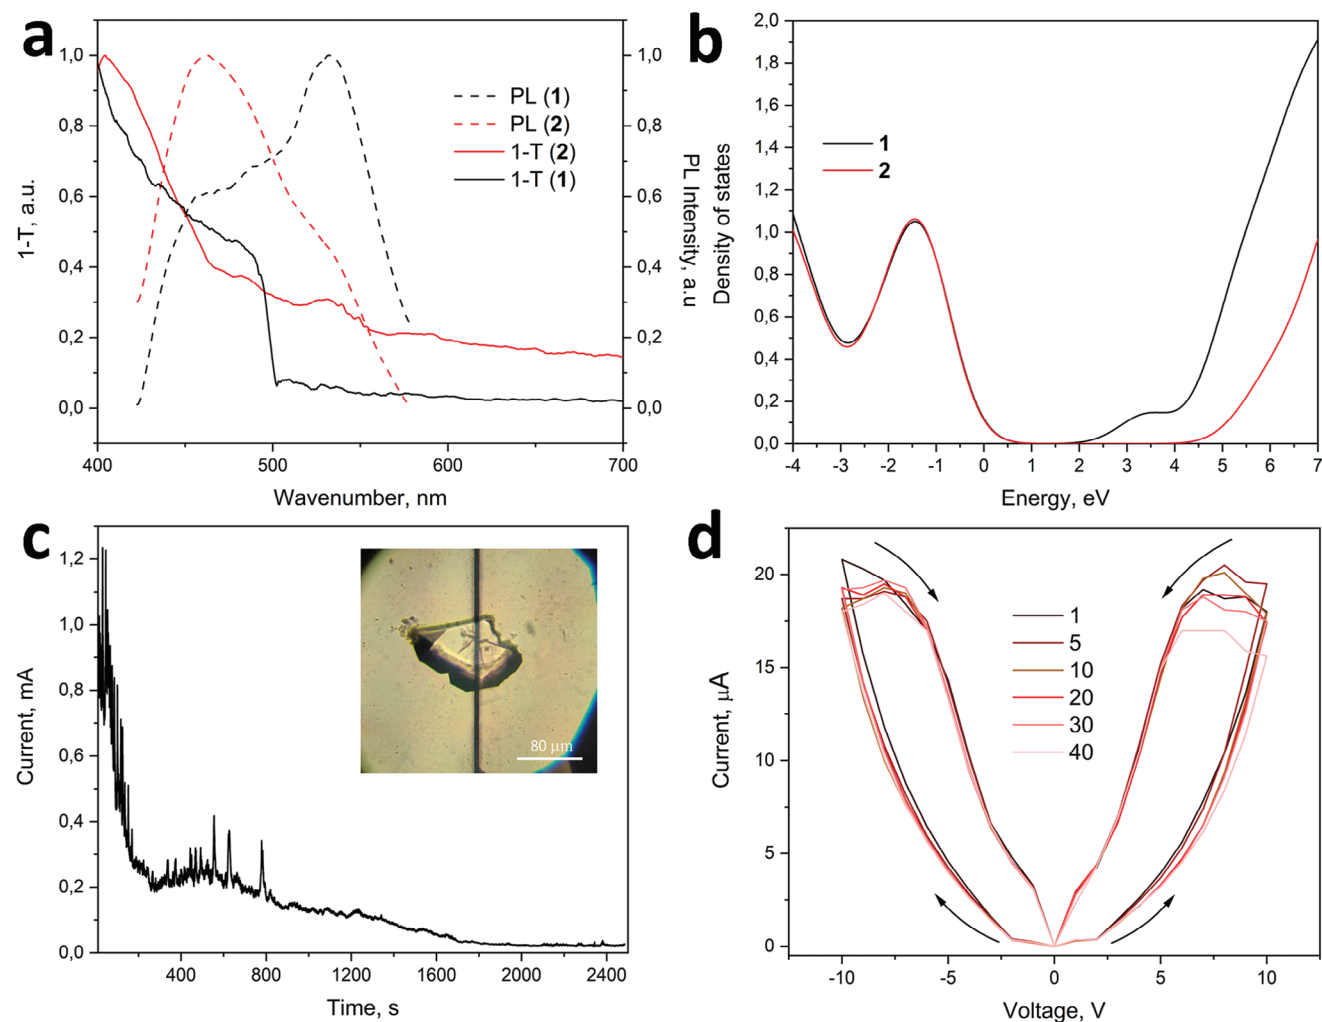 a
1,0
0,8
0,6
0,4
0,2
0,0
1-T, a.u.
1,0
0,8
0,6
0,4
0,2
0,0
PL Intensity, a.u
PL (1)
PL (2)
1-T (2)
1-T (1)
400 500 600 700
Wavenumber, nm
b
2,0
1,8
1,6
1,4
1,2
1,0
0,8
0,6
0,4
0,2
0,0
Density of states
1
2
-4 -3 -2 -1 0 1 2 3 4 5 6 7
Energy, eV
c
1,2
1,0
0,8
0,6
0,4
0,2
0,0
Current, mA
80 μm
400 800 1200 1600 2000 2400
Time, s
d
20
15
10
5
0
Current, μA
1
5
10
20
30
40
-10 -5 0 5 10
Voltage, V